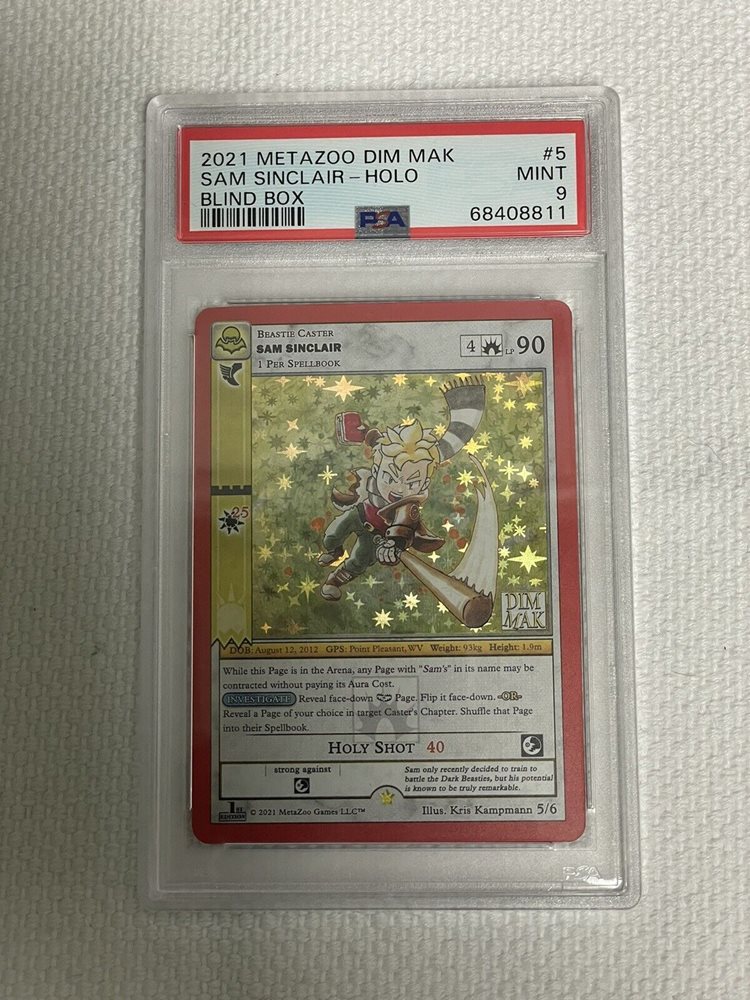 2021 METAZOO DIM MAK #5
SAM SINCLAIR - HOLO MINT
BLIND BOX 9
PSA 68408811
BEASTIE CASTER
SAM SINCLAIR
1 PER SPELLBOOK
4 LP 90
25
DIM
MAK
DOB: August 12, 2012 GPS: Point Pleasant, WV Weight: 93kg Height: 1.9m
While this Page is in the Arena, any Page with "Sam's" in its name may be
contracted without paying its Aura Cost.
INVESTIGATE Reveal face-down Page. Flip it face-down. -OR-
Reveal a Page of your choice in target Caster's Chapter. Shuffle that Page
into their Spellbook.
HOLY SHOT 40
strong against
Sam only recently decided to train to
battle the Dark Beasties, but his potential
is known to be truly remarkable.
1st EDITION © 2021 MetaZoo Games LLC™ Illus. Kris Kampmann 5/6
PSA